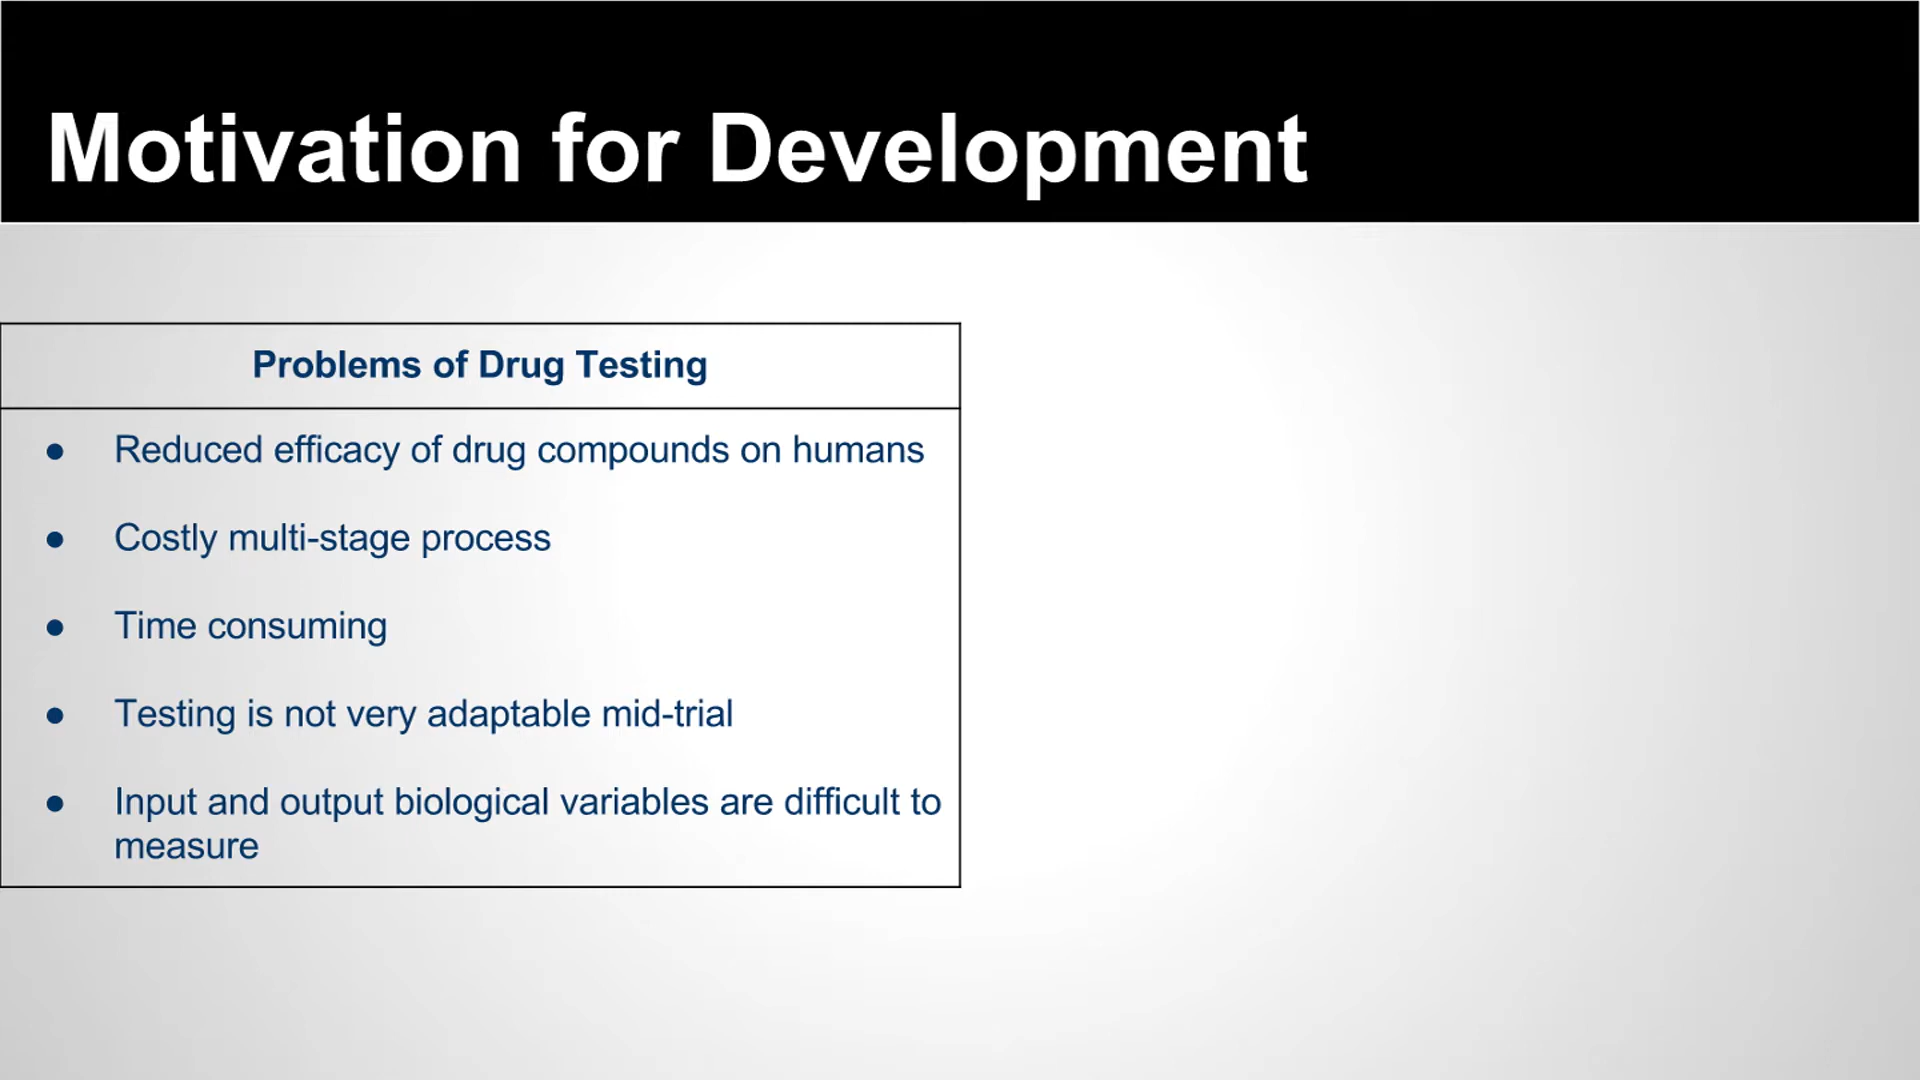 Motivation for Development
Problems of Drug Testing
● Reduced efficacy of drug compounds on humans
● Costly multi-stage process
● Time consuming
● Testing is not very adaptable mid-trial
● Input and output biological variables are difficult to
measure